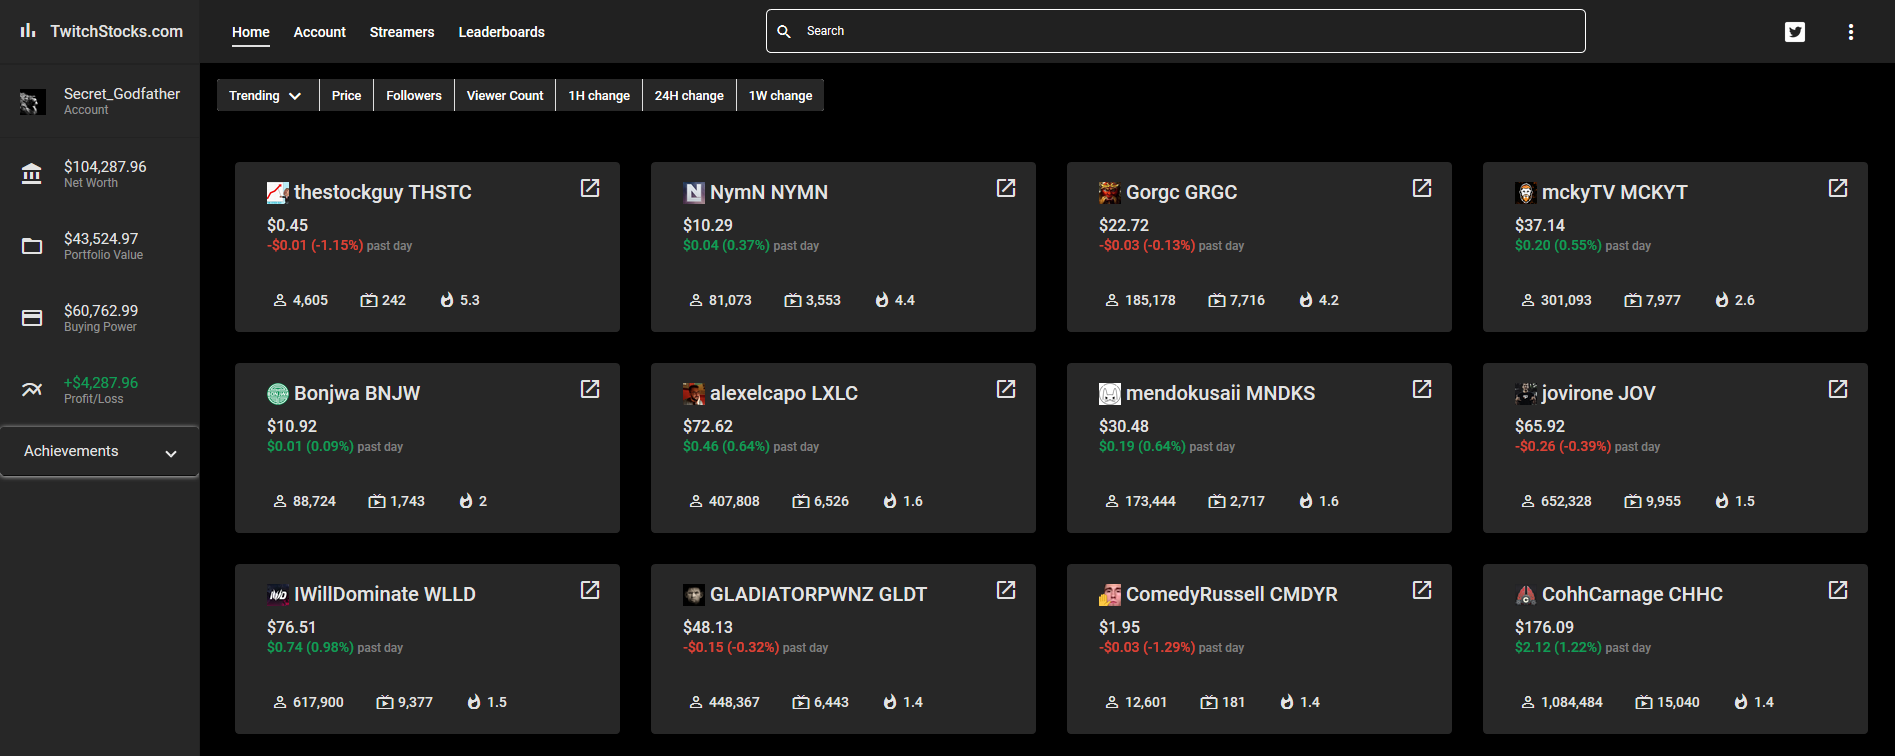 TwitchStocks.com
Home Account Streamers Leaderboards
Search
Secret_Godfather
Account
$104,287.96
Net Worth
$43,524.97
Portfolio Value
$60,762.99
Buying Power
+$4,287.96
Profit/Loss
Achievements
Trending Price Followers Viewer Count 1H change 24H change 1W change
thestockguy THSTC
$0.45
-$0.01 (-1.15%) past day
4,605 242 5.3
NymN NYMN
$10.29
$0.04 (0.37%) past day
81,073 3,553 4.4
Gorgc GRGC
$22.72
-$0.03 (-0.13%) past day
185,178 7,716 4.2
mckyTV MCKYT
$37.14
$0.20 (0.55%) past day
301,093 7,977 2.6
Bonjwa BNJW
$10.92
$0.01 (0.09%) past day
88,724 1,743 2
alexelcapo LXLC
$72.62
$0.46 (0.64%) past day
407,808 6,526 1.6
mendokusaii MNDKS
$30.48
$0.19 (0.64%) past day
173,444 2,717 1.6
jovirone JOV
$65.92
-$0.26 (-0.39%) past day
652,328 9,955 1.5
IWillDominate WLLD
$76.51
$0.74 (0.98%) past day
617,900 9,377 1.5
GLADIATORPWNZ GLDT
$48.13
-$0.15 (-0.32%) past day
448,367 6,443 1.4
ComedyRussell CMDYR
$1.95
-$0.03 (-1.29%) past day
12,601 181 1.4
CohhCarnage CHHC
$176.09
$2.12 (1.22%) past day
1,084,484 15,040 1.4